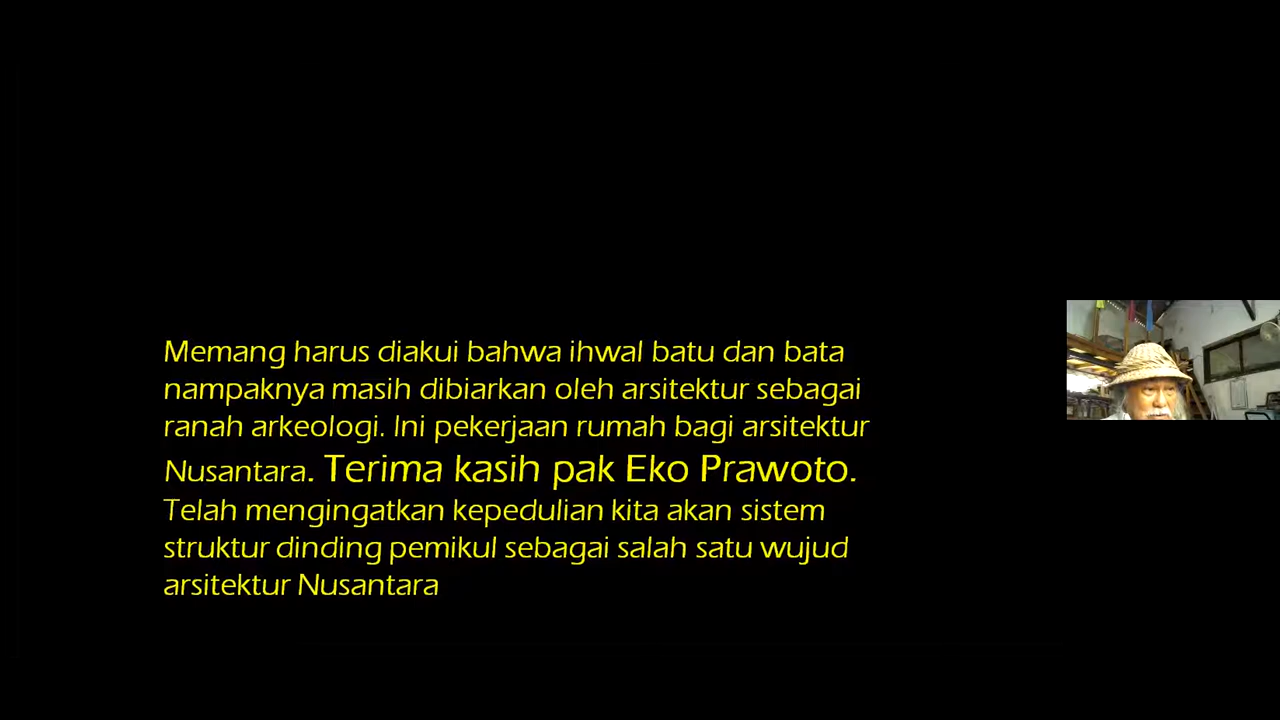 Memang harus diakui bahwa ihwal batu dan bata
nampaknya masih dibiarkan oleh arsitektur sebagai
ranah arkeologi. Ini pekerjaan rumah bagi arsitektur
Nusantara. Terima kasih pak Eko Prawoto.
Telah mengingatkan kepedulian kita akan sistem
struktur dinding pemikul sebagai salah satu wujud
arsitektur Nusantara